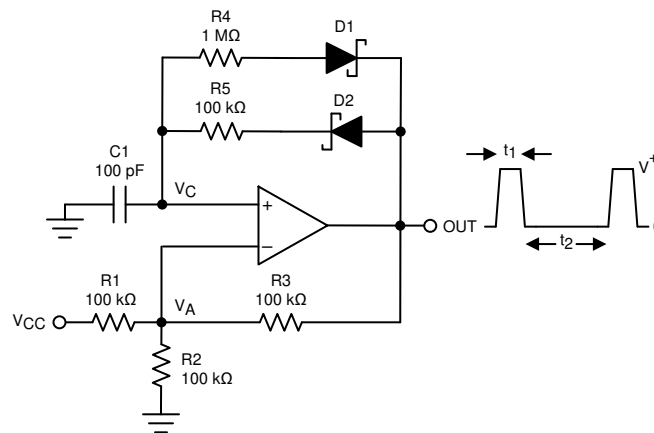 R4
1 MΩ
D1
R5
100 kΩ
D2
C1
100 pF
VC
+
−
OUT
t1
V+
0
t2
R1
100 kΩ
VA
R3
100 kΩ
VCC
R2
100 kΩ